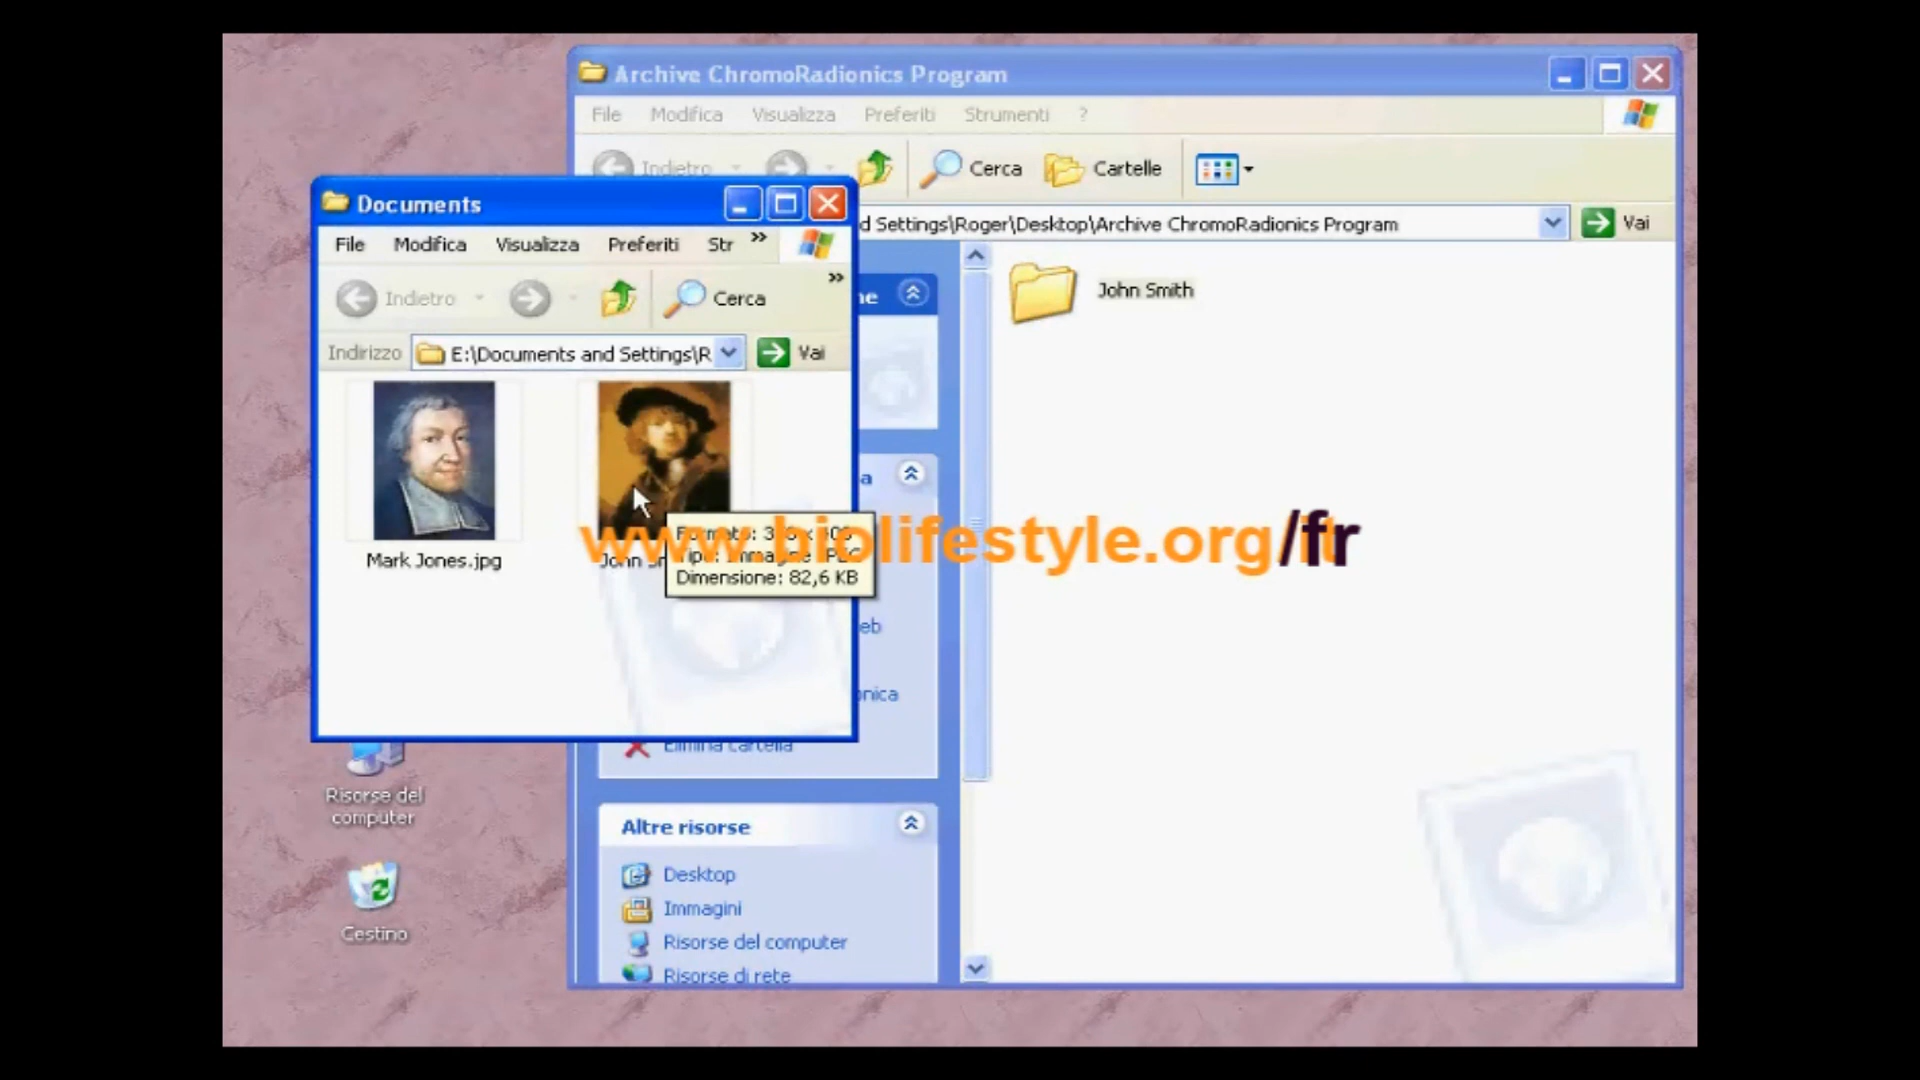 Archive ChromoRadionics Program
File Modifica Visualizza Preferiti Strumenti ?
Indietro Cerca Cartelle
d Settings\Roger\Desktop\Archive ChromoRadionics Program Vai
John Smith
Documents
File Modifica Visualizza Preferiti Str »
Indietro Cerca »
Indirizzo E:\Documents and Settings\R Vai
Mark Jones.jpg
Dimensione: 82,6 KB
www.biolifestyle.org/fr
Elimina cartella
Altre risorse
Desktop
Immagini
Risorse del computer
Risorse di rete
Risorse del
computer
Cestino